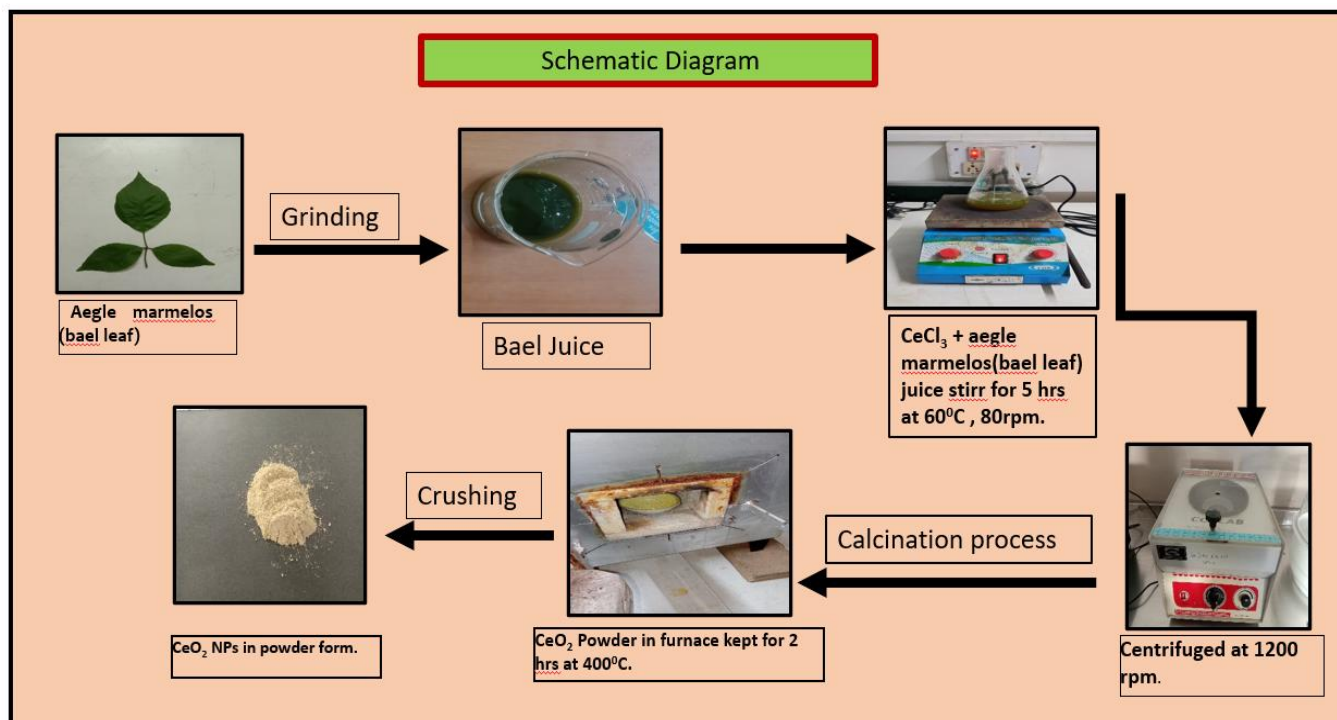 Schematic Diagram
Grinding
Aegle marmelos
(bael leaf)
Bael Juice
CeCl₃ + aegle
marmelos(bael leaf)
juice stirr for 5 hrs
at 60⁰C , 80rpm.
Centrifuged at 1200
rpm.
Calcination process
CeO₂ Powder in furnace kept for 2
hrs at 400⁰C.
Crushing
CeO₂ NPs in powder form.